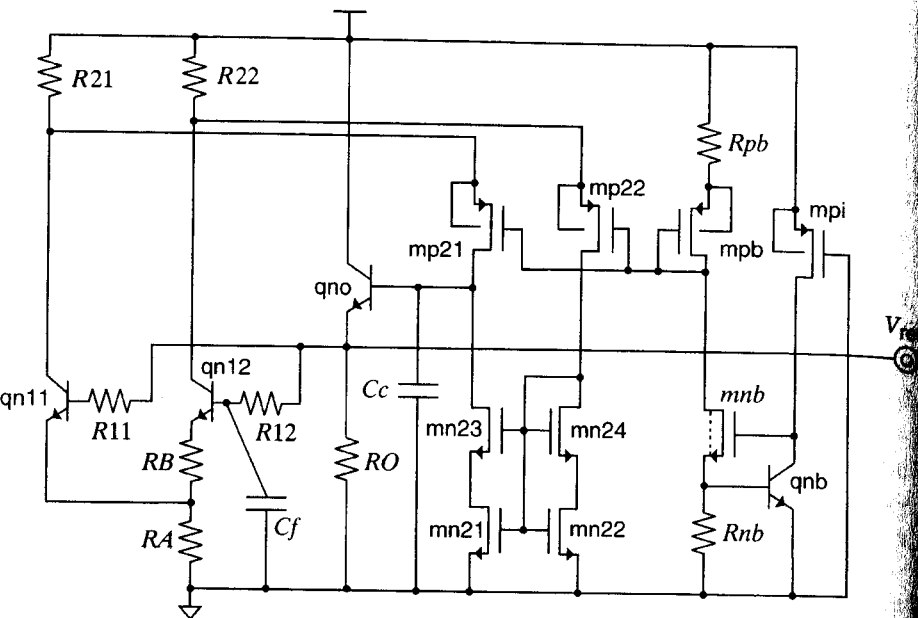 R21
R22
Rpb
mp22
mpi
mp21
mpb
qno
qn11
qn12
Cc
mnb
R11
R12
mn23
mn24
RB
RO
qnb
Cf
mn21
mn22
RA
Rnb